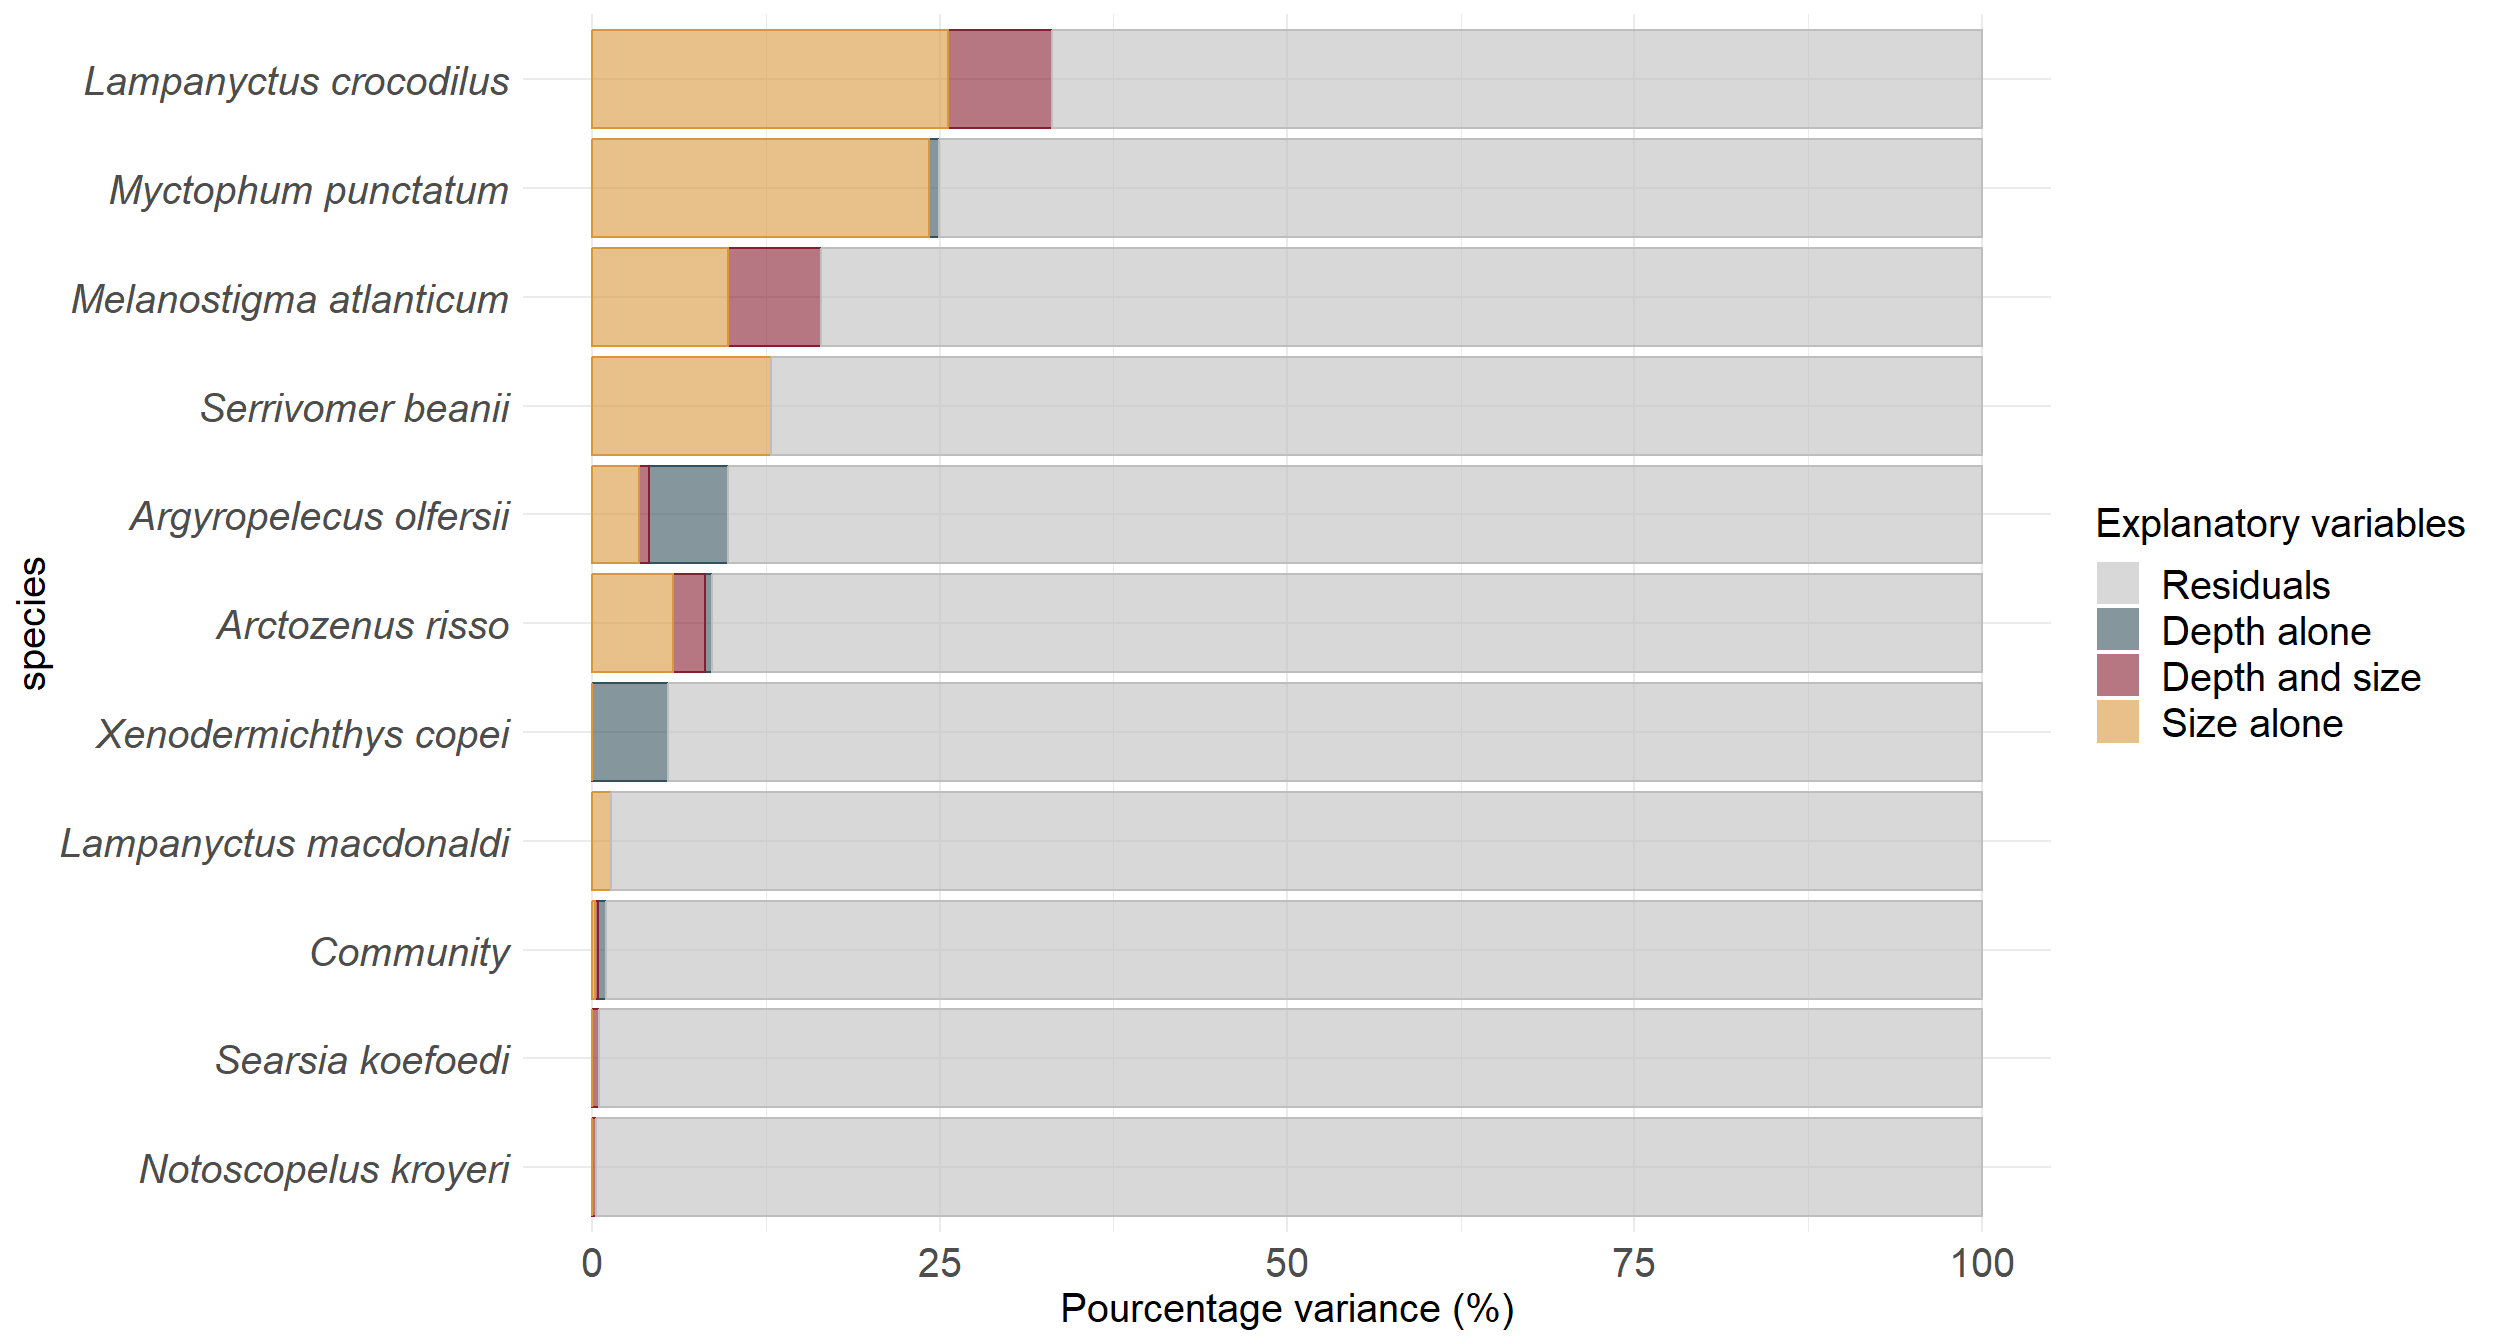 Lampanyctus crocodilus
Myctophum punctatum
Melanostigma atlanticum
Serrivomer beanii
Argyropelecus olfersii
Arctozenus risso
Xenodermichthys copei
Lampanyctus macdonaldi
Community
Searsia koefoedi
Notoscopelus kroyeri
species
0 25 50 75 100
Pourcentage variance (%)
Explanatory variables
Residuals
Depth alone
Depth and size
Size alone